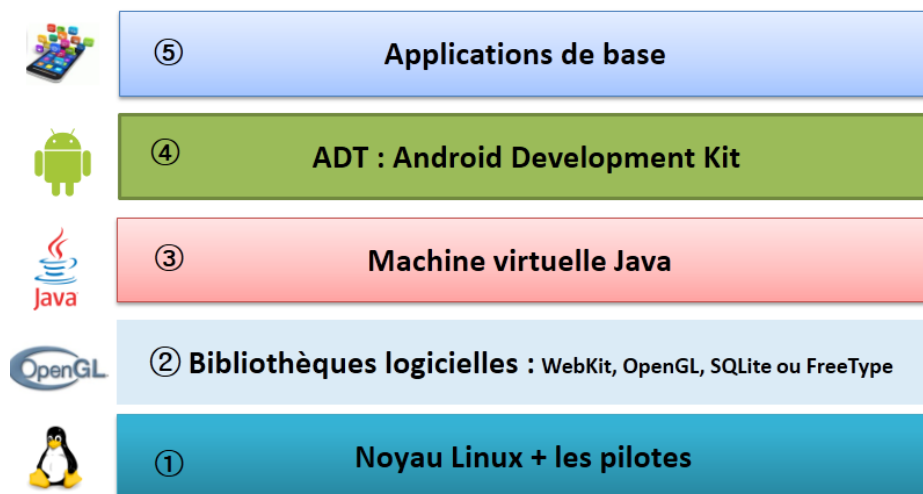 ⑤ Applications de base
④ ADT : Android Development Kit
③ Machine virtuelle Java
Java
② Bibliothèques logicielles : WebKit, OpenGL, SQLite ou FreeType
OpenGL
① Noyau Linux + les pilotes